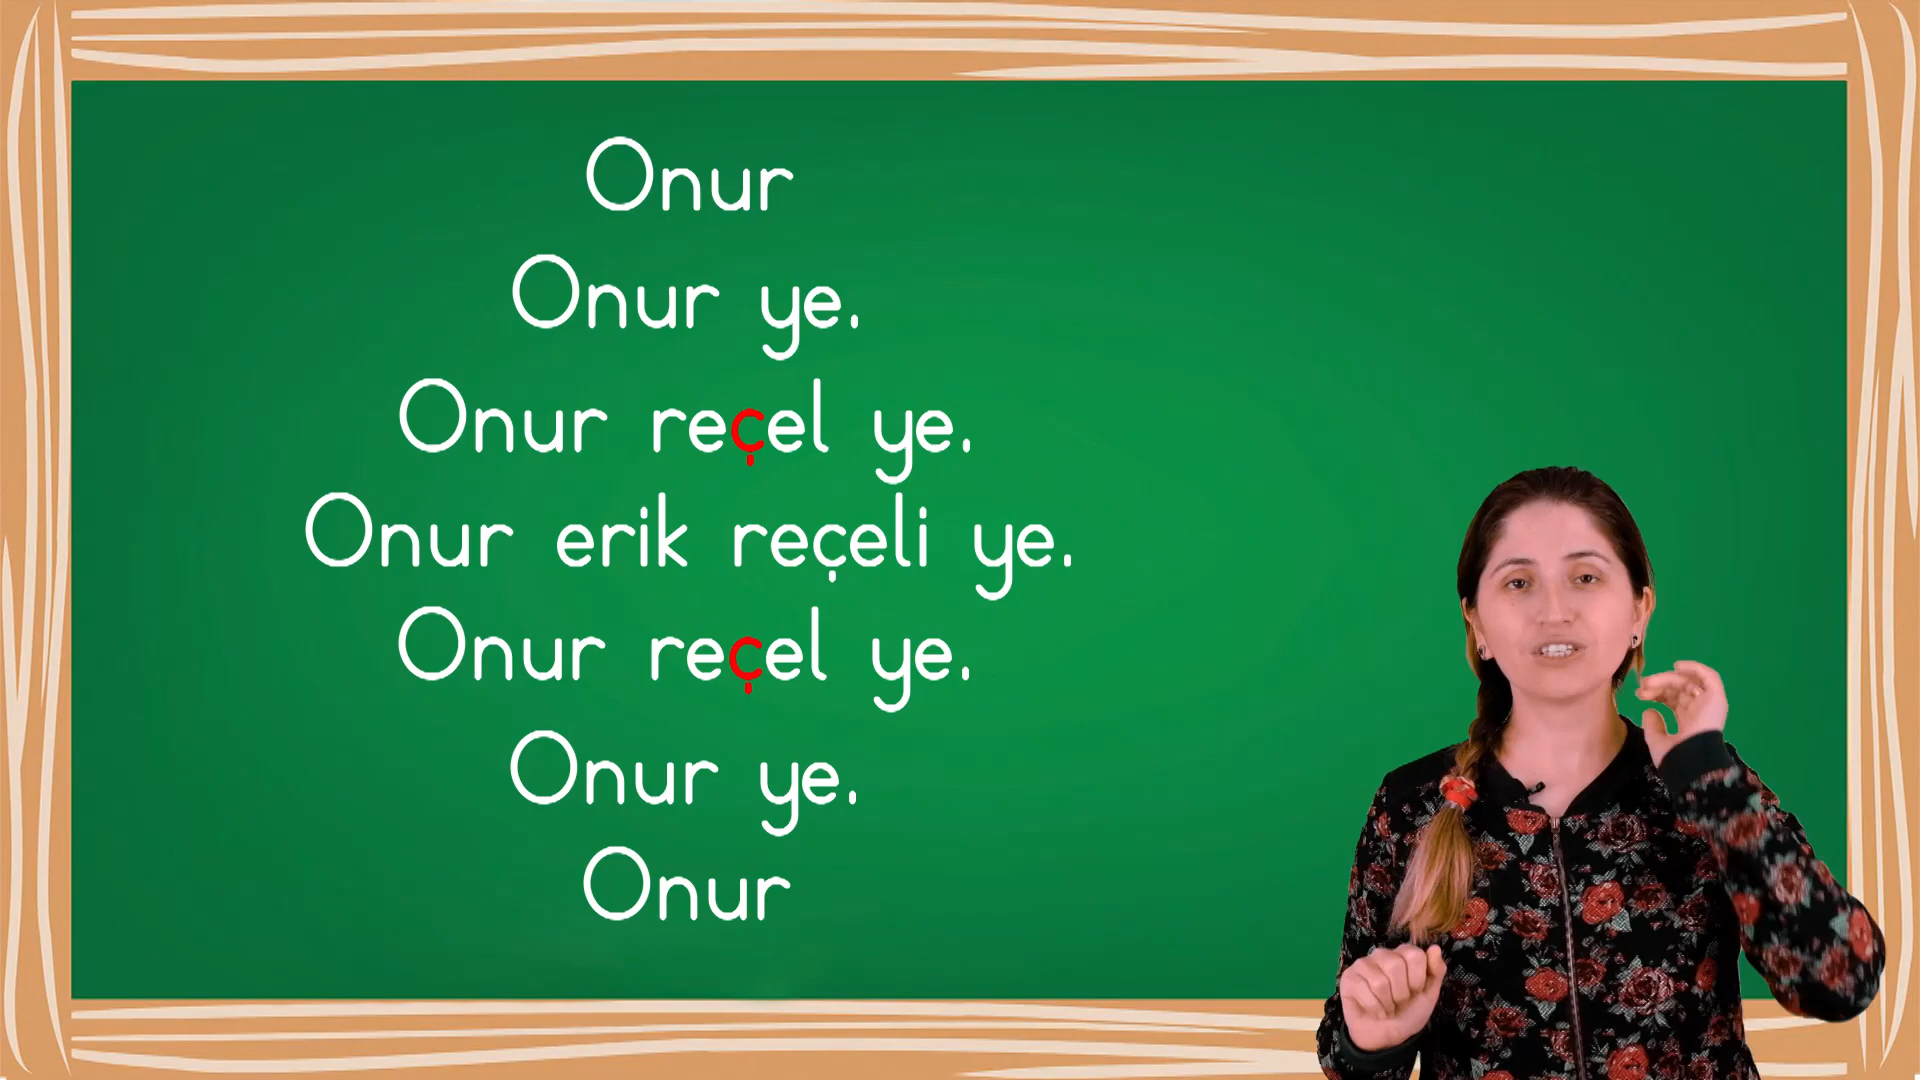 Onur
Onur ye.
Onur reçel ye.
Onur erik reçeli ye.
Onur reçel ye.
Onur ye.
Onur